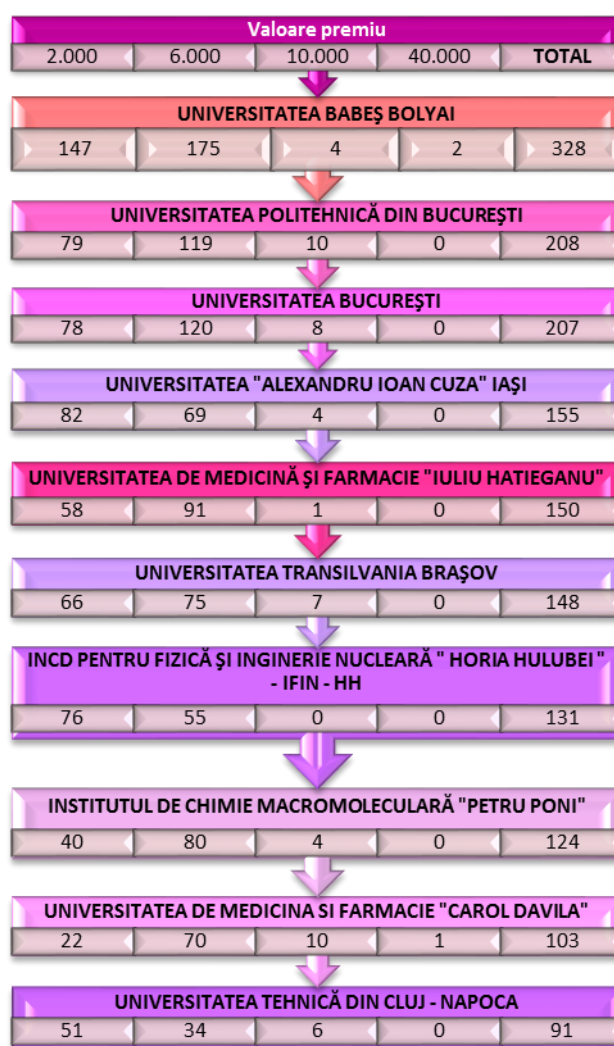 Valoare premiu
2.000 6.000 10.000 40.000 TOTAL
UNIVERSITATEA BABEŞ BOLYAI
147 175 4 2 328
UNIVERSITATEA POLITEHNICĂ DIN BUCUREŞTI
79 119 10 0 208
UNIVERSITATEA BUCUREŞTI
78 120 8 0 207
UNIVERSITATEA "ALEXANDRU IOAN CUZA" IAŞI
82 69 4 0 155
UNIVERSITATEA DE MEDICINĂ ŞI FARMACIE "IULIU HATIEGANU"
58 91 1 0 150
UNIVERSITATEA TRANSILVANIA BRAŞOV
66 75 7 0 148
INCD PENTRU FIZICĂ ŞI INGINERIE NUCLEARĂ " HORIA HULUBEI "
- IFIN - HH
76 55 0 0 131
INSTITUTUL DE CHIMIE MACROMOLECULARĂ "PETRU PONI"
40 80 4 0 124
UNIVERSITATEA DE MEDICINA SI FARMACIE "CAROL DAVILA"
22 70 10 1 103
UNIVERSITATEA TEHNICĂ DIN CLUJ - NAPOCA
51 34 6 0 91